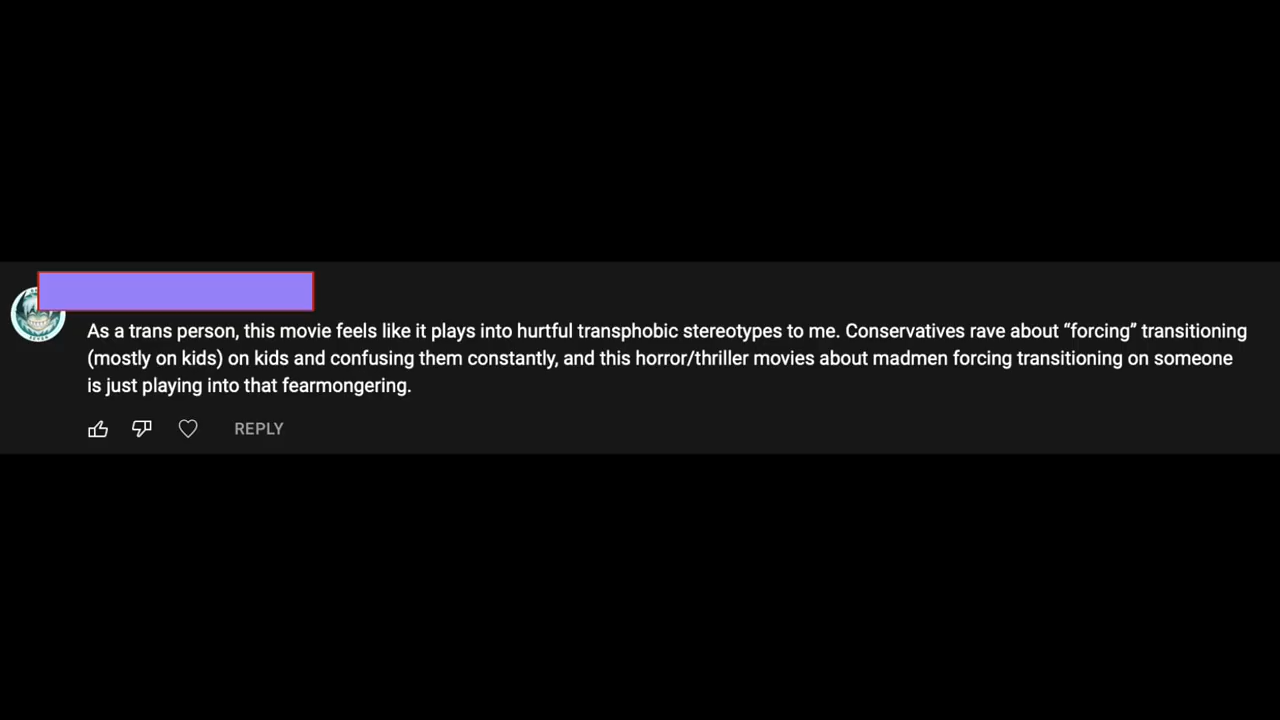 As a trans person, this movie feels like it plays into hurtful transphobic stereotypes to me. Conservatives rave about “forcing” transitioning
(mostly on kids) on kids and confusing them constantly, and this horror/thriller movies about madmen forcing transitioning on someone
is just playing into that fearmongering.
REPLY